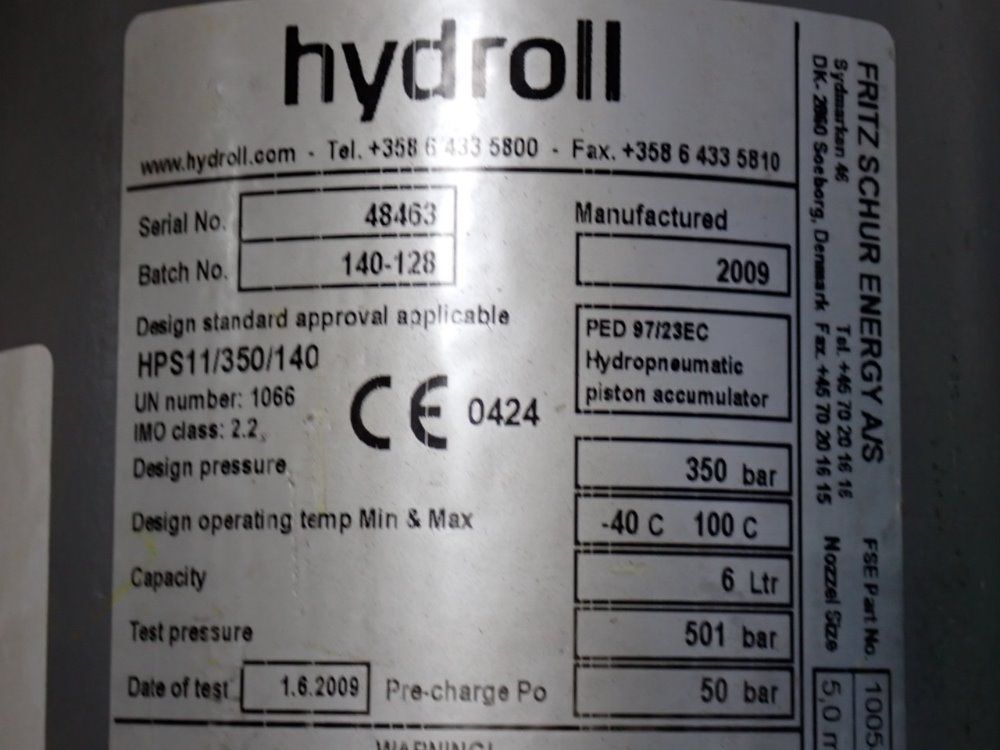 hydroll
www.hydroll.com - Tel. +358 6 433 5800 - Fax. +358 6 433 5810
Serial No. 48463
Batch No. 140-128
Manufactured
2009
Design standard approval applicable
HPS11/350/140
UN number: 1066
IMO class: 2.2
CE 0424
PED 97/23EC
Hydropneumatic
piston accumulator
Design pressure 350 bar
Design operating temp Min & Max -40 C 100 C
Capacity 6 Ltr
Test pressure 501 bar
Date of test 1.6.2009 Pre-charge Po 50 bar
WARNING!
FRITZ SCHUR ENERGY A/S
Sydmarken 46 Tel. +45 70 20 16 16
DK- 2860 Soeborg, Denmark Fax. +45 70 20 16 15
FSE Part No. 1005
Nozzel Size 5,0